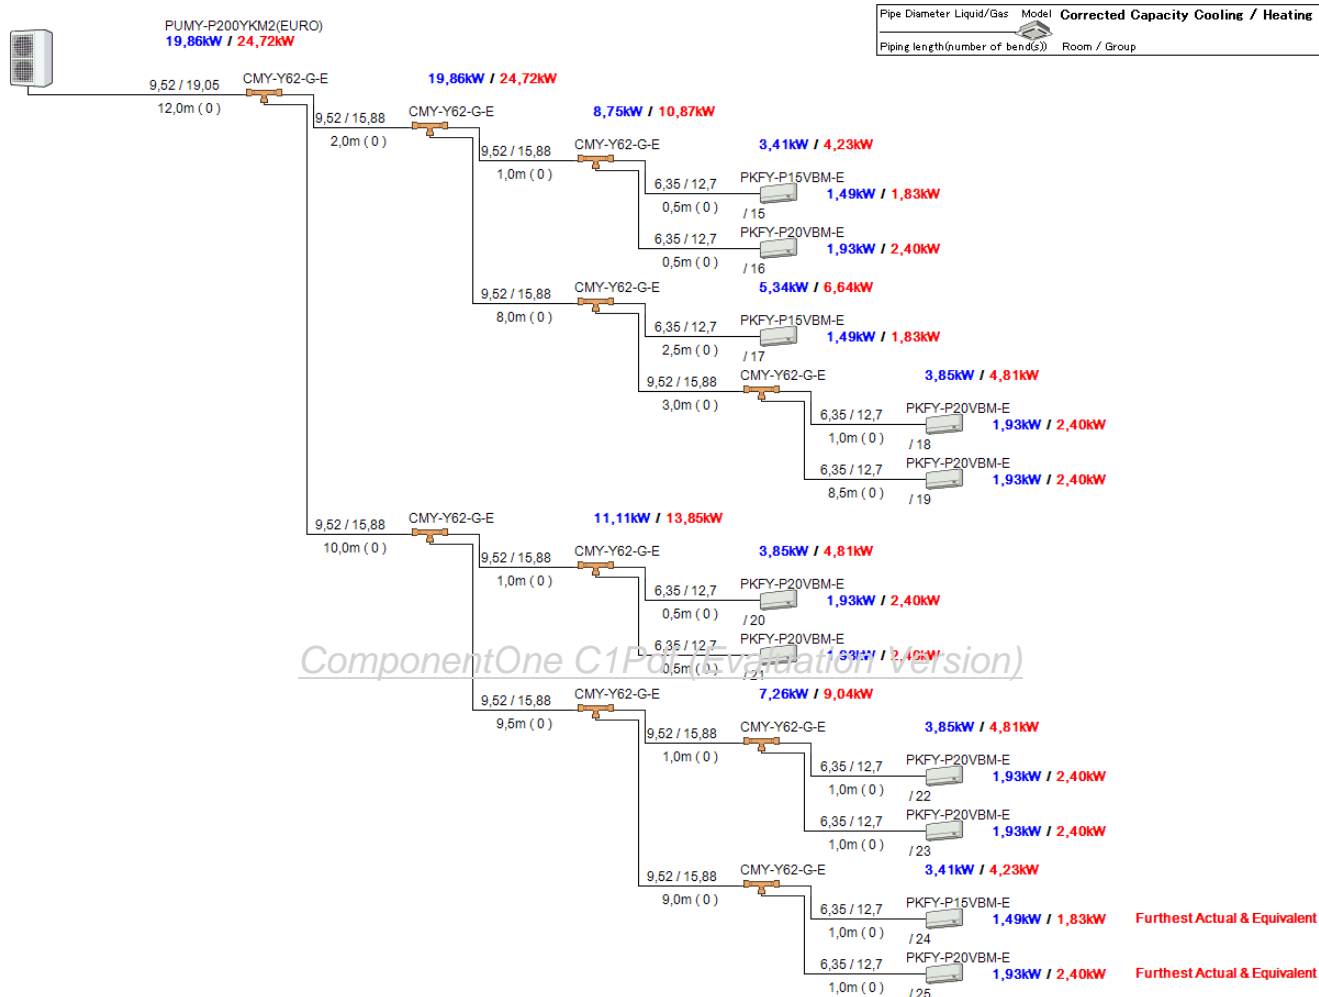 Pipe Diameter Liquid/Gas Model Corrected Capacity Cooling / Heating
Piping length(number of bend(s)) Room / Group
PUMY-P200YKM2(EURO)
19,86kW / 24,72kW
9,52 / 19,05
12,0m ( 0 )
CMY-Y62-G-E
19,86kW / 24,72kW
9,52 / 15,88
2,0m ( 0 )
CMY-Y62-G-E
8,75kW / 10,87kW
9,52 / 15,88
1,0m ( 0 )
CMY-Y62-G-E
3,41kW / 4,23kW
6,35 / 12,7
0,5m ( 0 )
PKFY-P15VBM-E
1,49kW / 1,83kW
/ 15
6,35 / 12,7
0,5m ( 0 )
PKFY-P20VBM-E
1,93kW / 2,40kW
/ 16
9,52 / 15,88
8,0m ( 0 )
CMY-Y62-G-E
5,34kW / 6,64kW
6,35 / 12,7
2,5m ( 0 )
PKFY-P15VBM-E
1,49kW / 1,83kW
/ 17
9,52 / 15,88
3,0m ( 0 )
CMY-Y62-G-E
3,85kW / 4,81kW
6,35 / 12,7
1,0m ( 0 )
PKFY-P20VBM-E
1,93kW / 2,40kW
/ 18
6,35 / 12,7
8,5m ( 0 )
PKFY-P20VBM-E
1,93kW / 2,40kW
/ 19
9,52 / 15,88
10,0m ( 0 )
CMY-Y62-G-E
11,11kW / 13,85kW
9,52 / 15,88
1,0m ( 0 )
CMY-Y62-G-E
3,85kW / 4,81kW
6,35 / 12,7
0,5m ( 0 )
PKFY-P20VBM-E
1,93kW / 2,40kW
/ 20
6,35 / 12,7
0,5m ( 0 )
PKFY-P20VBM-E
1,93kW / 2,40kW
/ 21
ComponentOne C1Pdf (Evaluation Version)
9,52 / 15,88
9,5m ( 0 )
CMY-Y62-G-E
7,26kW / 9,04kW
9,52 / 15,88
1,0m ( 0 )
CMY-Y62-G-E
3,85kW / 4,81kW
6,35 / 12,7
1,0m ( 0 )
PKFY-P20VBM-E
1,93kW / 2,40kW
/ 22
6,35 / 12,7
1,0m ( 0 )
PKFY-P20VBM-E
1,93kW / 2,40kW
/ 23
9,52 / 15,88
9,0m ( 0 )
CMY-Y62-G-E
3,41kW / 4,23kW
6,35 / 12,7
1,0m ( 0 )
PKFY-P15VBM-E
1,49kW / 1,83kW
Furthest Actual & Equivalent
/ 24
6,35 / 12,7
1,0m ( 0 )
PKFY-P20VBM-E
1,93kW / 2,40kW
Furthest Actual & Equivalent
/ 25